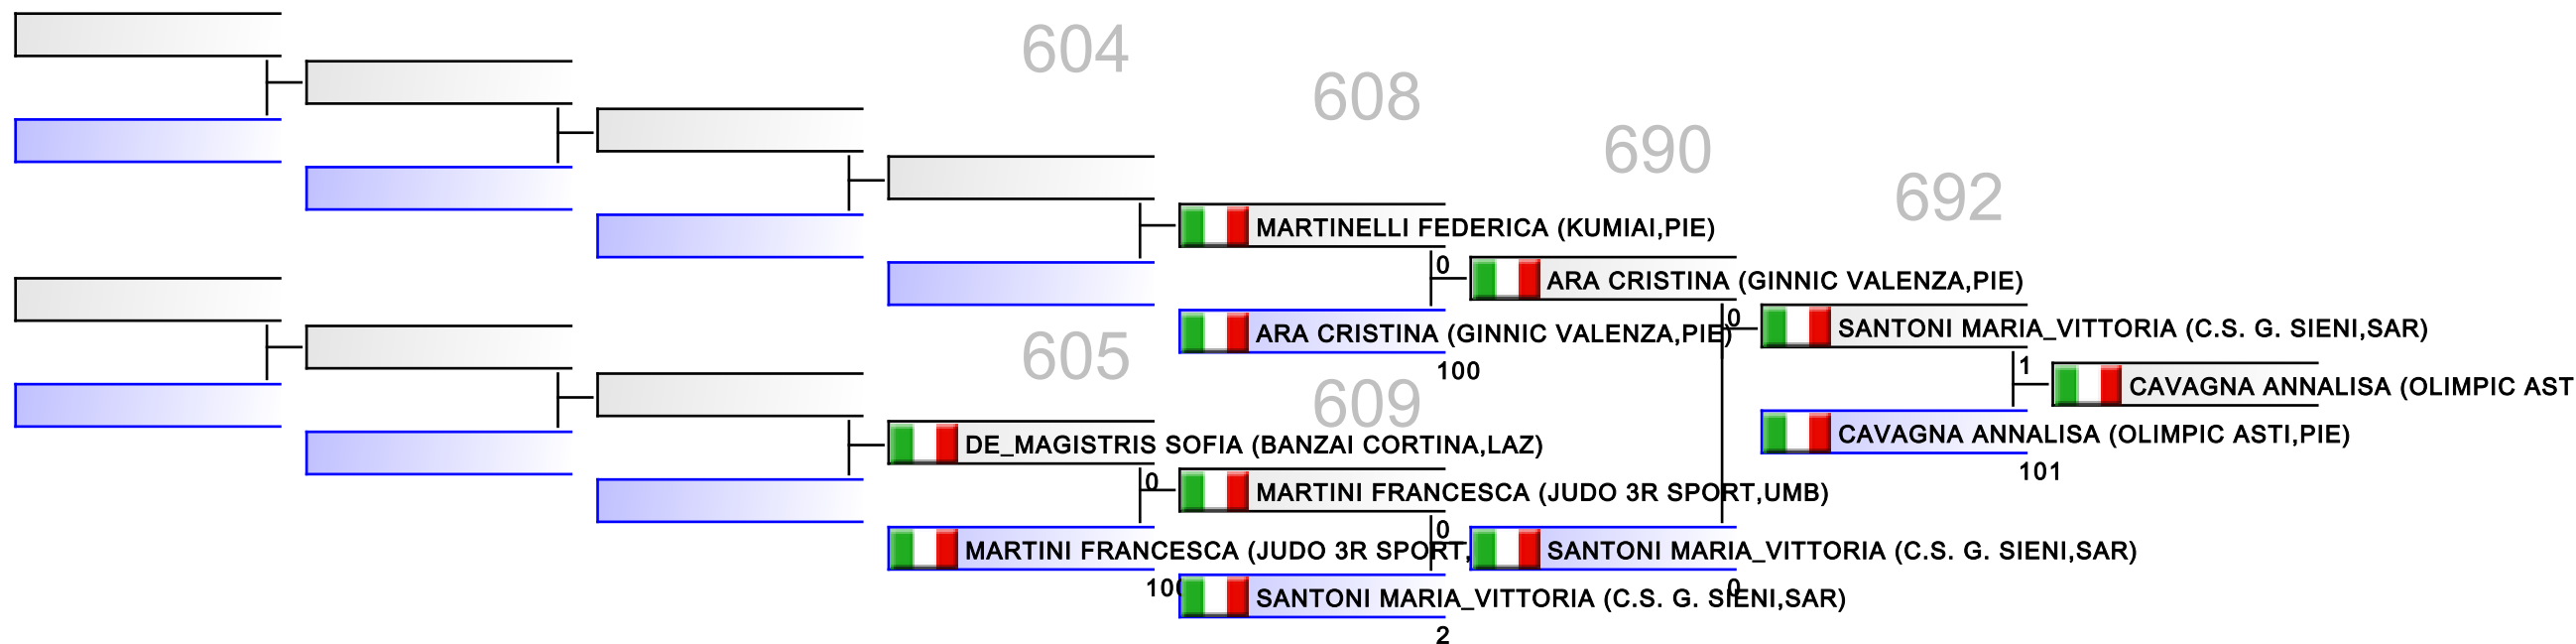 604
608
690
692
MARTINELLI FEDERICA (KUMIAI,PIE)
0
ARA CRISTINA (GINNIC VALENZA,PIE)
ARA CRISTINA (GINNIC VALENZA,PIE)
100
0
SANTONI MARIA_VITTORIA (C.S. G. SIENI,SAR)
1
CAVAGNA ANNALISA (OLIMPIC AST
CAVAGNA ANNALISA (OLIMPIC ASTI,PIE)
101
605
609
DE_MAGISTRIS SOFIA (BANZAI CORTINA,LAZ)
0
MARTINI FRANCESCA (JUDO 3R SPORT,UMB)
MARTINI FRANCESCA (JUDO 3R SPORT,
0
SANTONI MARIA_VITTORIA (C.S. G. SIENI,SAR)
0
SANTONI MARIA_VITTORIA (C.S. G. SIENI,SAR)
2